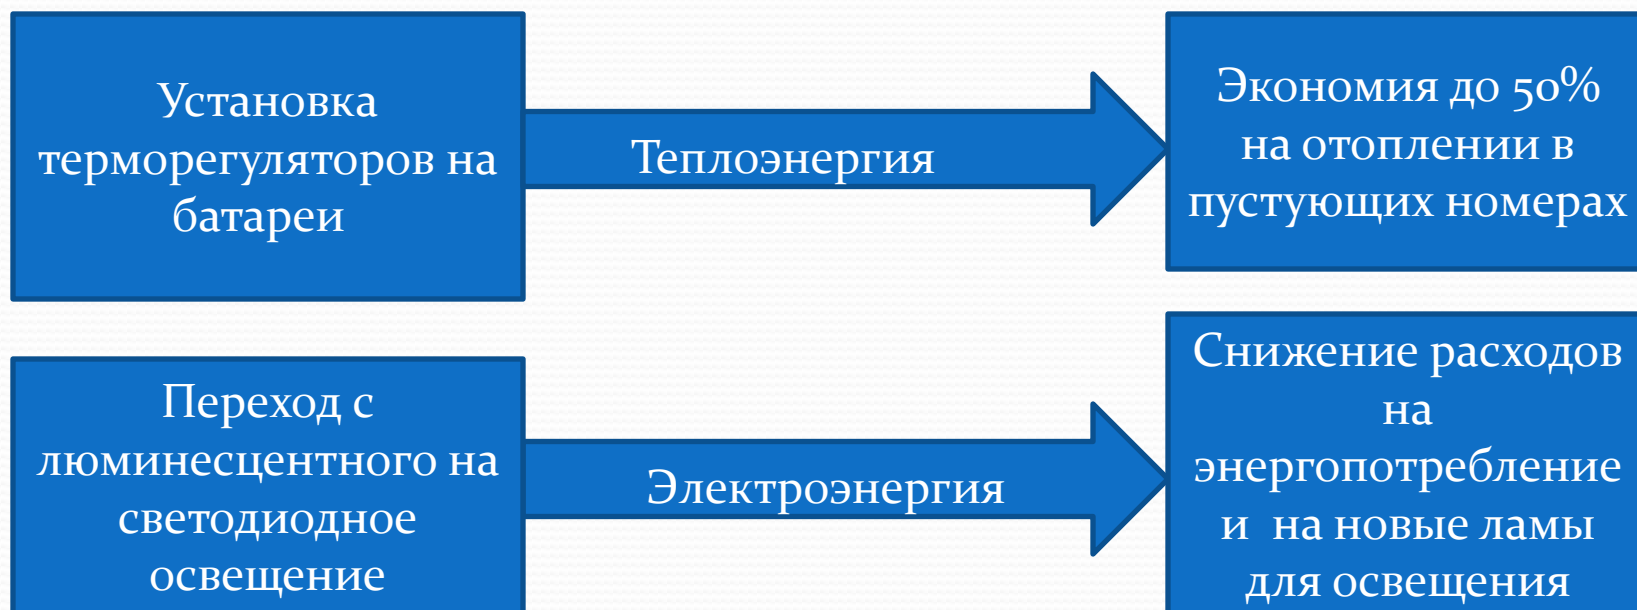 Установка
терморегуляторов на
батареи
Теплоэнергия
Экономия до 50%
на отоплении в
пустующих номерах
Переход с
люминесцентного на
светодиодное
освещение
Электроэнергия
Снижение расходов
на
энергопотребление
и  на новые ламы
для освещения